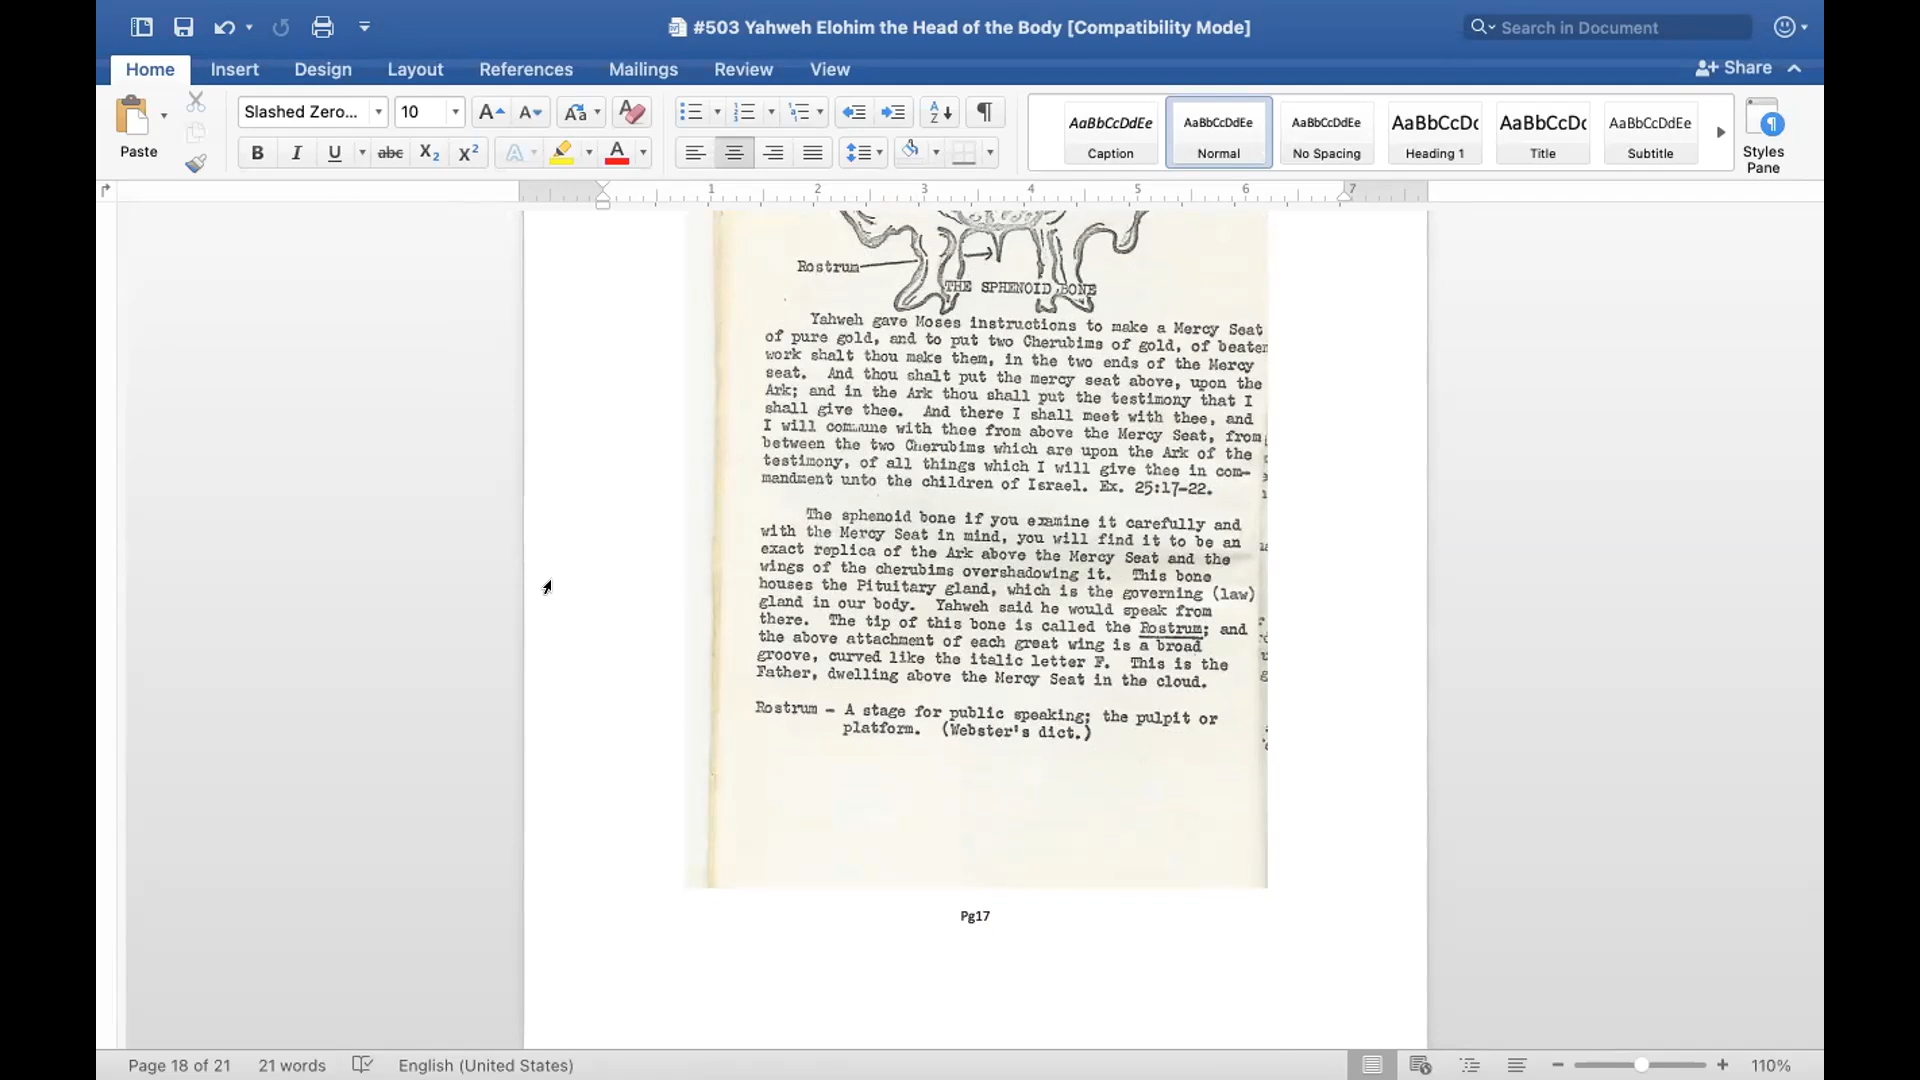 #503 Yahweh Elohim the Head of the Body [Compatibility Mode]
Search in Document
Home Insert Design Layout References Mailings Review View
Share
Paste
Slashed Zero... 10
AaBbCcDdEe AaBbCcDdEe AaBbCcDdEe AaBbCcDc AaBbCcDc AaBbCcDdEe
Caption Normal No Spacing Heading 1 Title Subtitle
Styles
Pane
1 2 3 4 5 6 7
Rostrum
THE SPHENOID BONE
Yahweh gave Moses instructions to make a Mercy Seat
of pure gold, and to put two Cherubims of gold, of beaten
work shalt thou make them, in the two ends of the Mercy
seat. And thou shalt put the mercy seat above, upon the
Ark; and in the Ark thou shall put the testimony that I
shall give thee. And there I shall meet with thee, and
I will commune with thee from above the Mercy Seat, from
between the two Cherubims which are upon the Ark of the
testimony, of all things which I will give thee in com-
mandment unto the children of Israel. Ex. 25:17-22.
The sphenoid bone if you examine it carefully and
with the Mercy Seat in mind, you will find it to be an
exact replica of the Ark above the Mercy Seat and the
wings of the cherubims overshadowing it. This bone
houses the Pituitary gland, which is the governing (law)
gland in our body. Yahweh said he would speak from
there. The tip of this bone is called the Rostrum; and
the above attachment of each great wing is a broad
groove, curved like the italic letter F. This is the
Father, dwelling above the Mercy Seat in the cloud.
Rostrum - A stage for public speaking; the pulpit or
platform. (Webster's dict.)
Pg17
Page 18 of 21 21 words English (United States) 110%